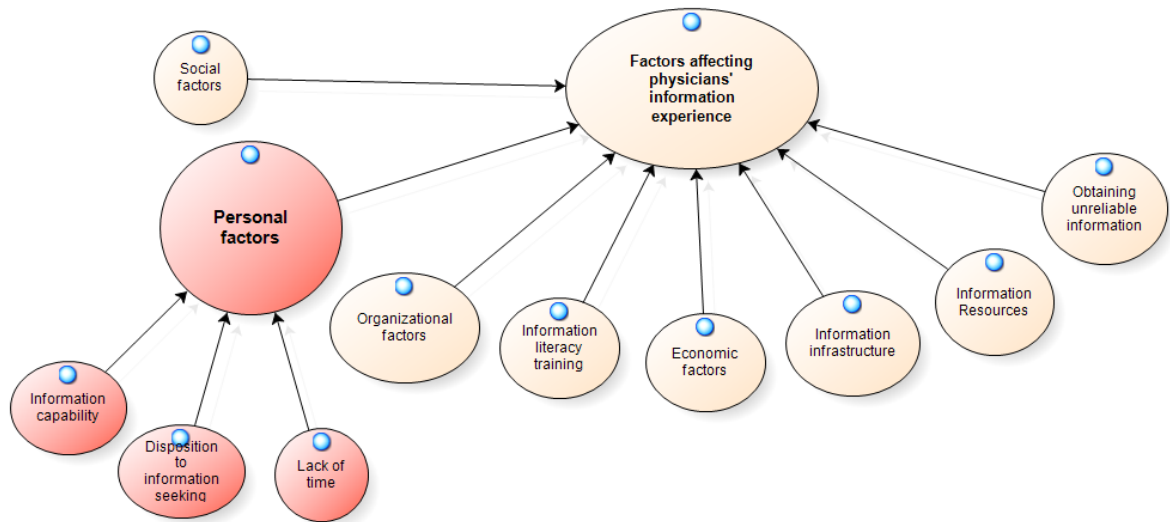 Social
factors
Factors affecting
physicians'
information
experience
Personal
factors
Obtaining
unreliable
information
Organizational
factors
Information
literacy
training
Economic
factors
Information
infrastructure
Information
Resources
Information
capability
Disposition
to
information
seeking
Lack of
time